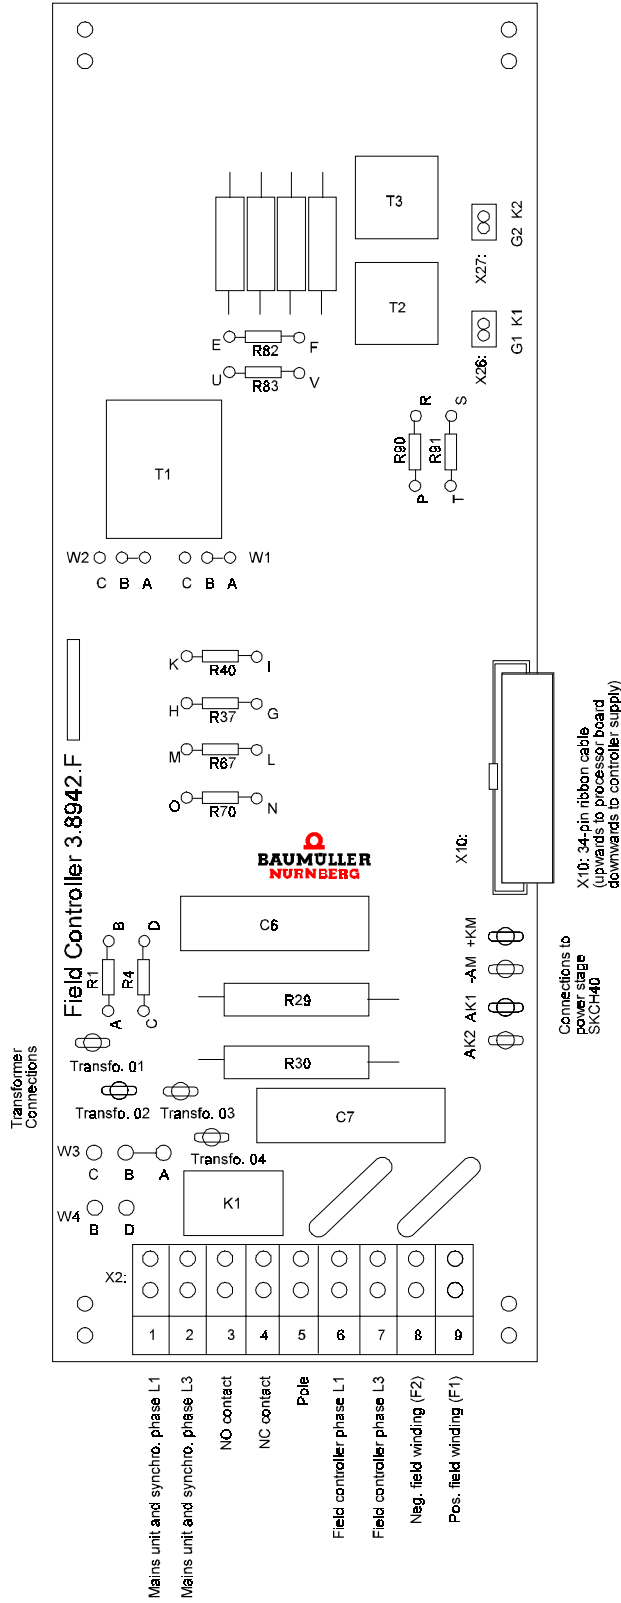 T3
X27:
G2 K2
T2
X26:
G1 K1
E
R82
F
U
R83
V
R
S
R90
R91
P
T
T1
W2
C
B
A
C
B
A
W1
K
R40
I
H
R37
G
M
R67
L
O
R70
N
Field Controller 3.8942.F
BAUMÜLLER
NÜRNBERG
X10:
X10: 34-pin ribbon cable
(upwards to processor board
downwards to controller supply)
C6
B
D
R1
R4
A
C
R29
R30
C7
AK2 AK1 -AM +KM
Connections to
power stage
SKCH40
Transformer
Connections
Transfo. 01
Transfo. 02
Transfo. 03
Transfo. 04
W3
C
B
A
W4
B
D
K1
X2:
1
2
3
4
5
6
7
8
9
Mains unit and synchro. phase L1
Mains unit and synchro. phase L3
NO contact
NC contact
Pole
Field controller phase L1
Field controller phase L3
Neg. field winding (F2)
Pos. field winding (F1)